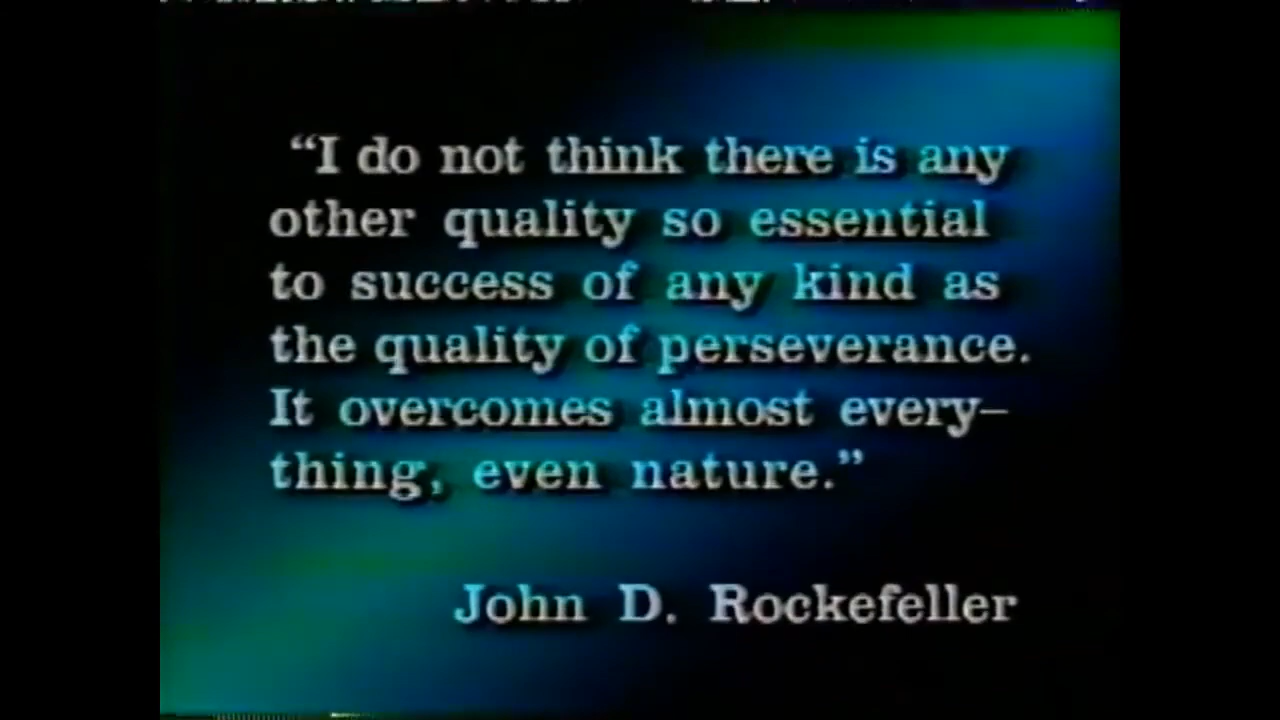 “I do not think there is any
other quality so essential
to success of any kind as
the quality of perseverance.
It overcomes almost every–
thing, even nature.”
John D. Rockefeller